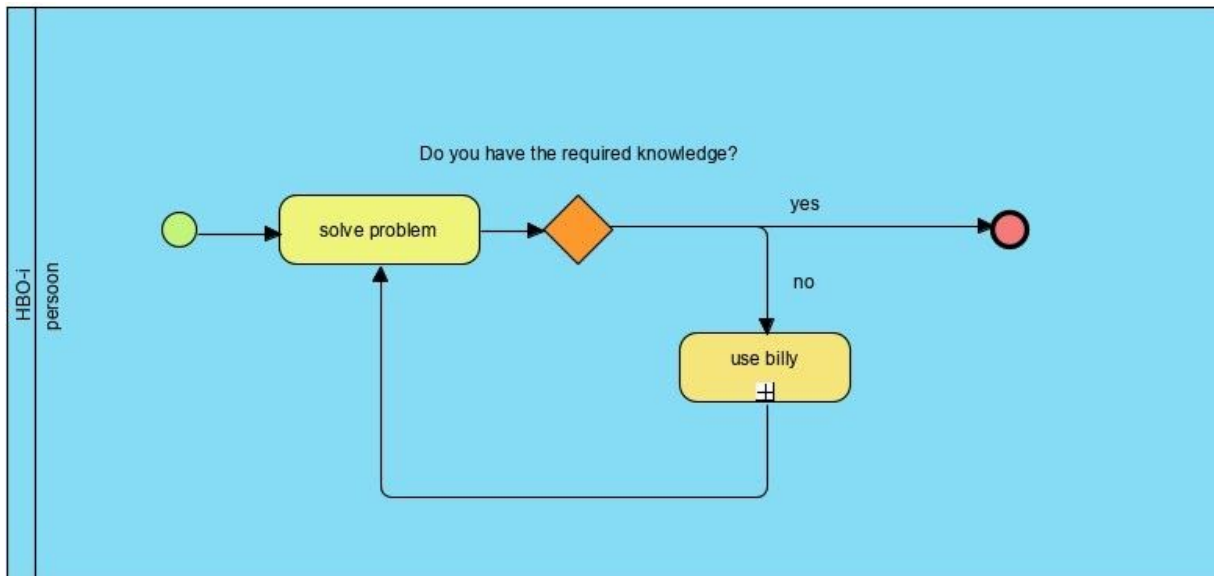 HBO-i
persoon
Do you have the required knowledge?
solve problem
yes
no
use billy